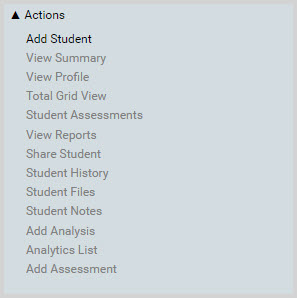 ▲ Actions
Add Student
View Summary
View Profile
Total Grid View
Student Assessments
View Reports
Share Student
Student History
Student Files
Student Notes
Add Analysis
Analytics List
Add Assessment